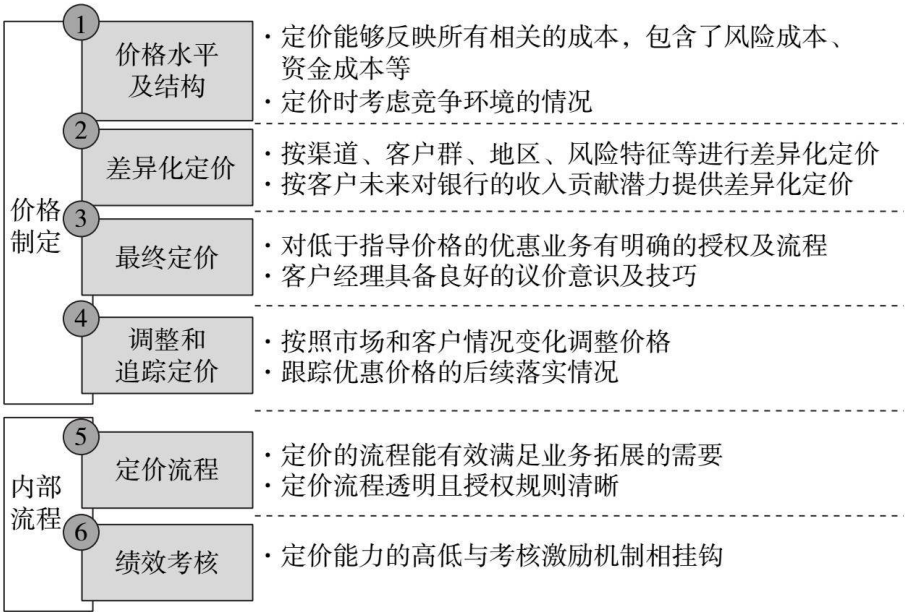 价格
制定
1
价格水平
及结构
·定价能够反映所有相关的成本，包含了风险成本、
资金成本等
·定价时考虑竞争环境的情况
2
差异化定价
·按渠道、客户群、地区、风险特征等进行差异化定价
·按客户未来对银行的收入贡献潜力提供差异化定价
3
最终定价
·对低于指导价格的优惠业务有明确的授权及流程
·客户经理具备良好的议价意识及技巧
4
调整和
追踪定价
·按照市场和客户情况变化调整价格
·跟踪优惠价格的后续落实情况
内部
流程
5
定价流程
·定价的流程能有效满足业务拓展的需要
·定价流程透明且授权规则清晰
6
绩效考核
·定价能力的高低与考核激励机制相挂钩